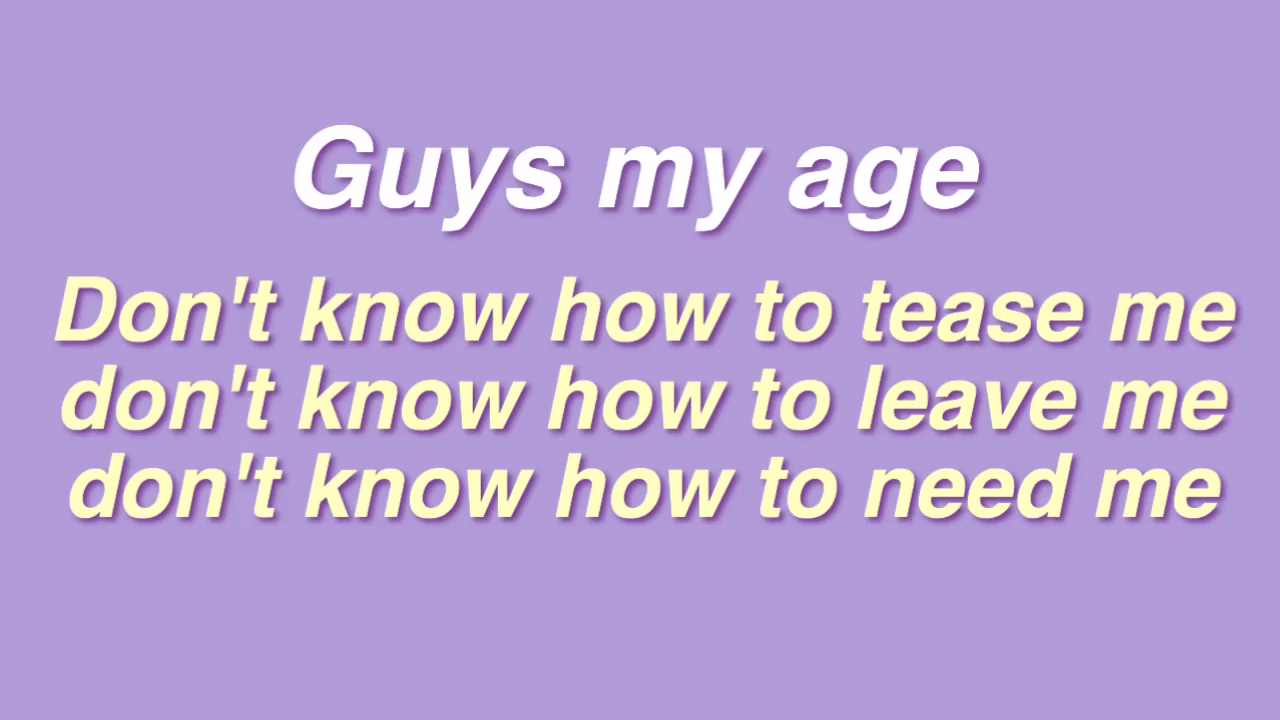 Guys my age
Don't know how to tease me
don't know how to leave me
don't know how to need me